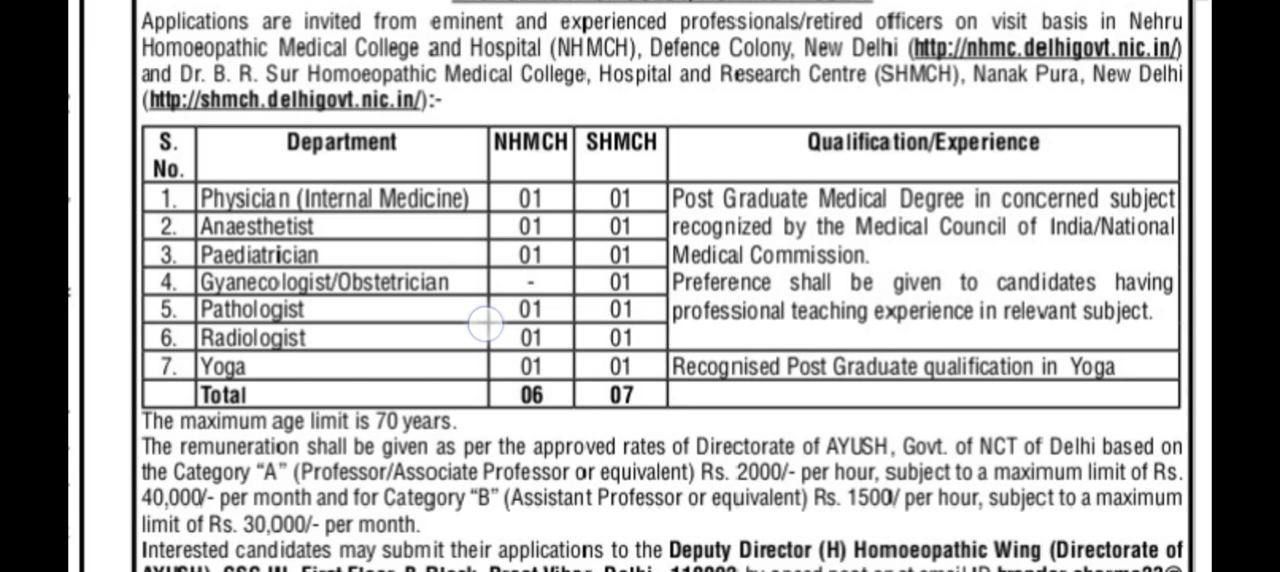 Applications are invited from eminent and experienced professionals/retired officers on visit basis in Nehru
Homoeopathic Medical College and Hospital (NHMCH), Defence Colony, New Delhi (http://nhmc.delhigovt.nic.in/)
and Dr. B. R. Sur Homoeopathic Medical College, Hospital and Research Centre (SHMCH), Nanak Pura, New Delhi
(http://shmch.delhigovt.nic.in/):-
S. No. Department NHMCH SHMCH Qualification/Experience
1. Physician (Internal Medicine) 01 01 Post Graduate Medical Degree in concerned subject
2. Anaesthetist 01 01 recognized by the Medical Council of India/National
3. Paediatrician 01 01 Medical Commission.
4. Gyanecologist/Obstetrician - 01 Preference shall be given to candidates having
5. Pathologist 01 01 professional teaching experience in relevant subject.
6. Radiologist 01 01
7. Yoga 01 01 Recognised Post Graduate qualification in Yoga
Total 06 07
The maximum age limit is 70 years.
The remuneration shall be given as per the approved rates of Directorate of AYUSH, Govt. of NCT of Delhi based on
the Category “A” (Professor/Associate Professor or equivalent) Rs. 2000/- per hour, subject to a maximum limit of Rs.
40,000/- per month and for Category “B” (Assistant Professor or equivalent) Rs. 1500/ per hour, subject to a maximum
limit of Rs. 30,000/- per month.
Interested candidates may submit their applications to the Deputy Director (H) Homoeopathic Wing (Directorate of